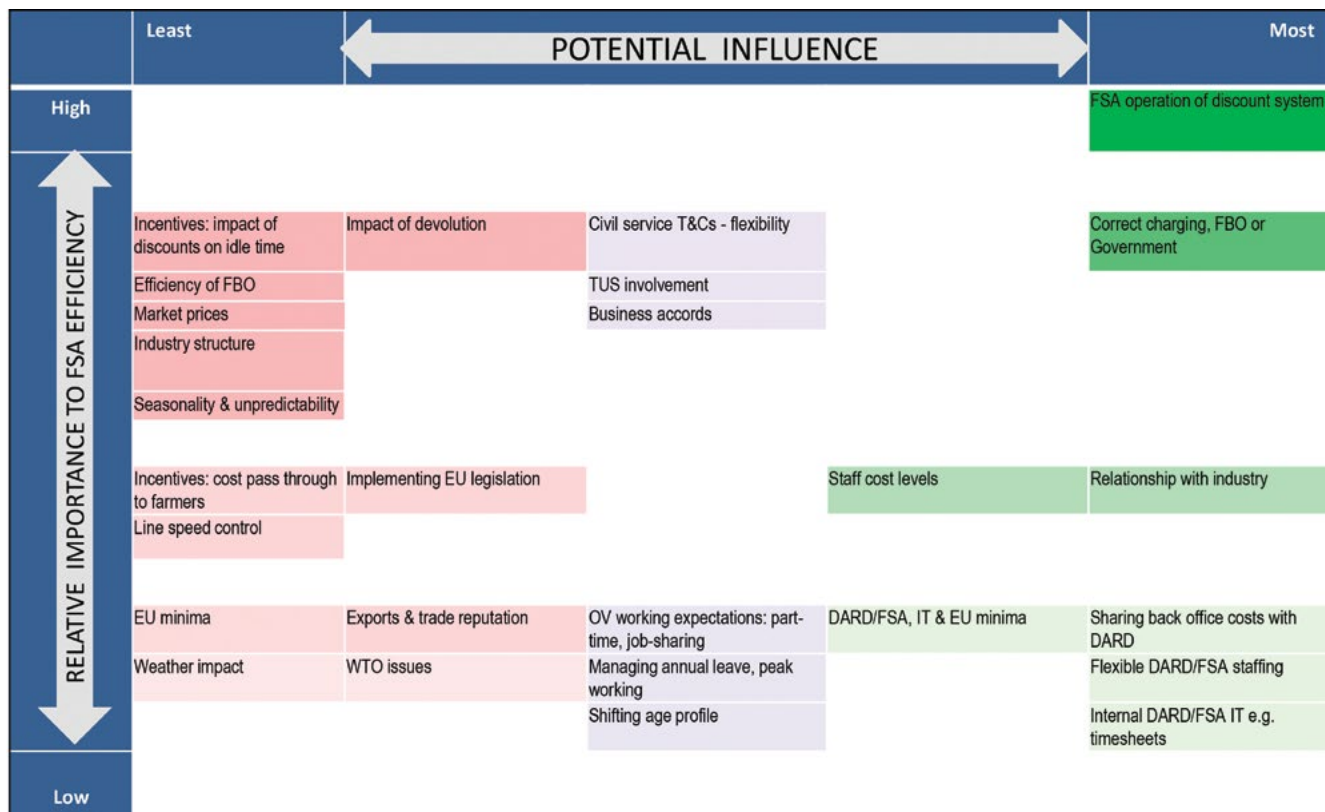 Least
POTENTIAL INFLUENCE
Most
High
RELATIVE IMPORTANCE TO FSA EFFICIENCY
Low
FSA operation of discount system
Incentives: impact of
discounts on idle time
Impact of devolution
Civil service T&Cs - flexibility
Correct charging, FBO or
Government
Efficiency of FBO
TUS involvement
Market prices
Business accords
Industry structure
Seasonality & unpredictability
Incentives: cost pass through
to farmers
Implementing EU legislation
Staff cost levels
Relationship with industry
Line speed control
EU minima
Exports & trade reputation
OV working expectations: part-
time, job-sharing
DARD/FSA, IT & EU minima
Sharing back office costs with
DARD
Weather impact
WTO issues
Managing annual leave, peak
working
Flexible DARD/FSA staffing
Shifting age profile
Internal DARD/FSA IT e.g.
timesheets